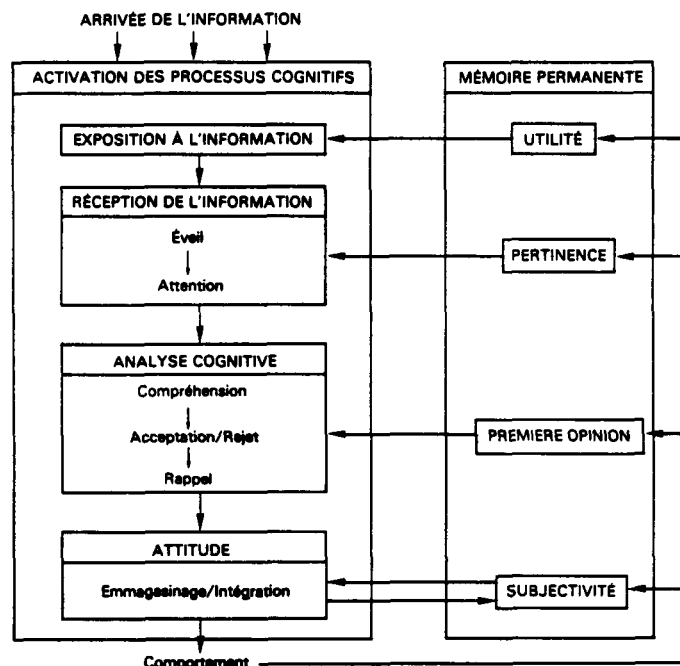 ARRIVÉE DE L'INFORMATION
ACTIVATION DES PROCESSUS COGNITIFS
MÉMOIRE PERMANENTE
EXPOSITION À L'INFORMATION
UTILITÉ
RÉCEPTION DE L'INFORMATION
Éveil
PERTINENCE
Attention
ANALYSE COGNITIVE
Compréhension
Acceptation/Rejet
PREMIERE OPINION
Rappel
ATTITUDE
Emmagasinage/Intégration
SUBJECTIVITÉ
Comportement